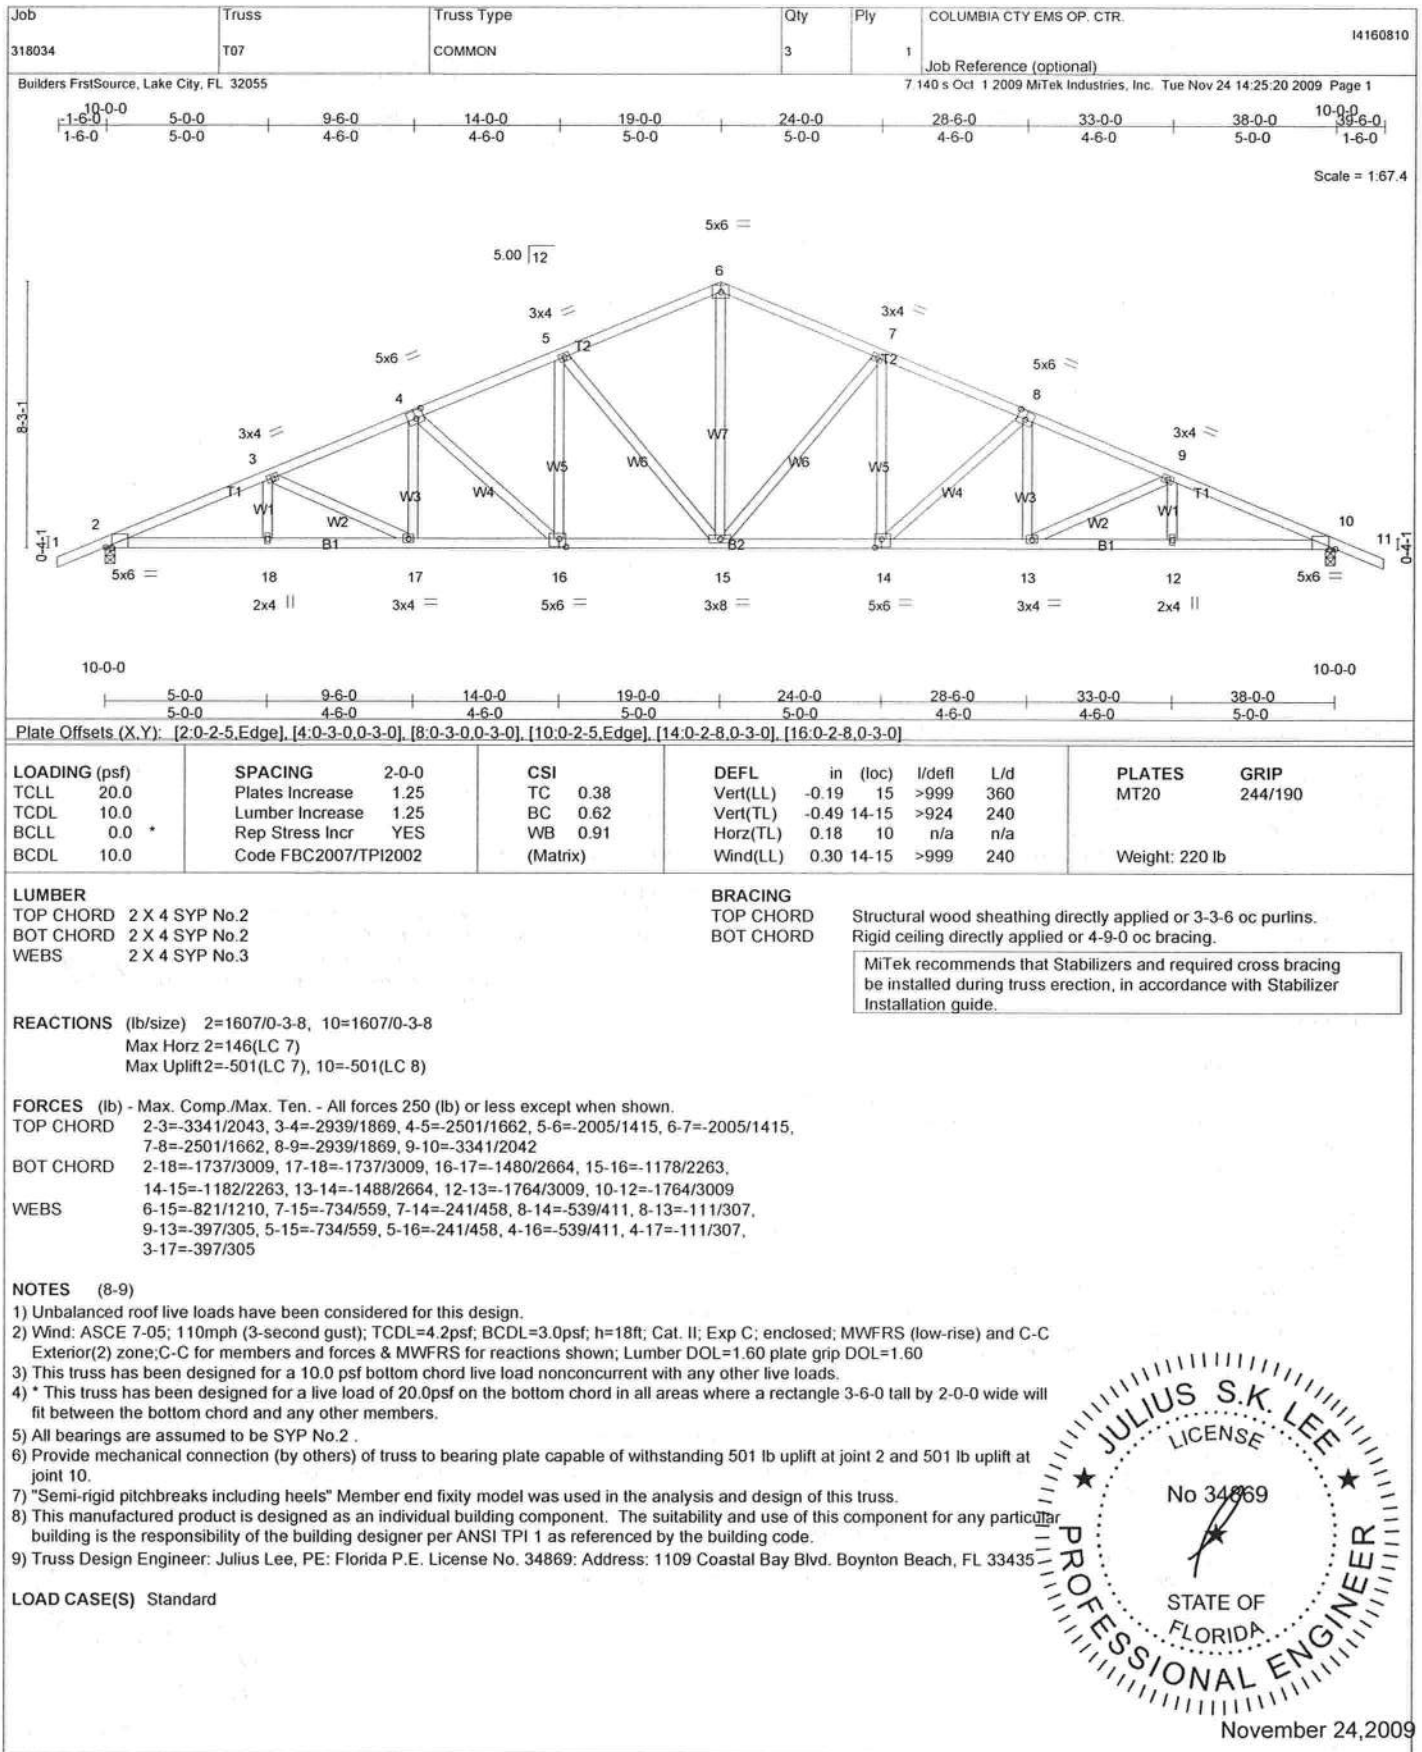 Job Truss Truss Type Qty Ply COLUMBIA CTY EMS OP. CTR.
I4160810
318034 T07 COMMON 3 1
Job Reference (optional)
Builders FrstSource, Lake City, FL 32055 7.140 s Oct 1 2009 MiTek Industries, Inc. Tue Nov 24 14:25:20 2009 Page 1
10-0-0 10-0-0
-1-6-0 5-0-0 9-6-0 14-0-0 19-0-0 24-0-0 28-6-0 33-0-0 38-0-0 39-6-0
1-6-0 5-0-0 4-6-0 4-6-0 5-0-0 5-0-0 4-6-0 4-6-0 5-0-0 1-6-0
Scale = 1:67.4
5x6 =
5.00 12
6
3x4 = 3x4 =
5 T2 7 T2
5x6 = 5x6 =
4 8
8-3-1
3x4 = W7 3x4 =
3 W5 W6 W6 W5 9
T1 W1 W3 W4 W4 W3 W1 T1
2 W2 W2 10
0-4-1 1 B1 B2 B1 11 0-4-1
5x6 = 18 17 16 15 14 13 12 5x6 =
2x4 || 3x4 = 5x6 = 3x8 = 5x6 = 3x4 = 2x4 ||
10-0-0 10-0-0
5-0-0 9-6-0 14-0-0 19-0-0 24-0-0 28-6-0 33-0-0 38-0-0
5-0-0 4-6-0 4-6-0 5-0-0 5-0-0 4-6-0 4-6-0 5-0-0
Plate Offsets (X,Y): [2:0-2-5,Edge], [4:0-3-0,0-3-0], [8:0-3-0,0-3-0], [10:0-2-5,Edge], [14:0-2-8,0-3-0], [16:0-2-8,0-3-0]
LOADING (psf) SPACING 2-0-0 CSI DEFL in (loc) l/defl L/d PLATES GRIP
TCLL 20.0 Plates Increase 1.25 TC 0.38 Vert(LL) -0.19 15 >999 360 MT20 244/190
TCDL 10.0 Lumber Increase 1.25 BC 0.62 Vert(TL) -0.49 14-15 >924 240
BCLL 0.0 * Rep Stress Incr YES WB 0.91 Horz(TL) 0.18 10 n/a n/a
BCDL 10.0 Code FBC2007/TPI2002 (Matrix) Wind(LL) 0.30 14-15 >999 240 Weight: 220 lb
LUMBER BRACING
TOP CHORD 2 X 4 SYP No.2 TOP CHORD Structural wood sheathing directly applied or 3-3-6 oc purlins.
BOT CHORD 2 X 4 SYP No.2 BOT CHORD Rigid ceiling directly applied or 4-9-0 oc bracing.
WEBS 2 X 4 SYP No.3
MiTek recommends that Stabilizers and required cross bracing
be installed during truss erection, in accordance with Stabilizer
Installation guide.
REACTIONS (lb/size) 2=1607/0-3-8, 10=1607/0-3-8
Max Horz 2=146(LC 7)
Max Uplift2=-501(LC 7), 10=-501(LC 8)
FORCES (lb) - Max. Comp./Max. Ten. - All forces 250 (lb) or less except when shown.
TOP CHORD 2-3=-3341/2043, 3-4=-2939/1869, 4-5=-2501/1662, 5-6=-2005/1415, 6-7=-2005/1415,
7-8=-2501/1662, 8-9=-2939/1869, 9-10=-3341/2042
BOT CHORD 2-18=-1737/3009, 17-18=-1737/3009, 16-17=-1480/2664, 15-16=-1178/2263,
14-15=-1182/2263, 13-14=-1488/2664, 12-13=-1764/3009, 10-12=-1764/3009
WEBS 6-15=-821/1210, 7-15=-734/559, 7-14=-241/458, 8-14=-539/411, 8-13=-111/307,
9-13=-397/305, 5-15=-734/559, 5-16=-241/458, 4-16=-539/411, 4-17=-111/307,
3-17=-397/305
NOTES (8-9)
1) Unbalanced roof live loads have been considered for this design.
2) Wind: ASCE 7-05; 110mph (3-second gust); TCDL=4.2psf; BCDL=3.0psf; h=18ft; Cat. II; Exp C; enclosed; MWFRS (low-rise) and C-C
Exterior(2) zone;C-C for members and forces & MWFRS for reactions shown; Lumber DOL=1.60 plate grip DOL=1.60
3) This truss has been designed for a 10.0 psf bottom chord live load nonconcurrent with any other live loads.
4) * This truss has been designed for a live load of 20.0psf on the bottom chord in all areas where a rectangle 3-6-0 tall by 2-0-0 wide will
fit between the bottom chord and any other members.
5) All bearings are assumed to be SYP No.2 .
6) Provide mechanical connection (by others) of truss to bearing plate capable of withstanding 501 lb uplift at joint 2 and 501 lb uplift at
joint 10.
7) "Semi-rigid pitchbreaks including heels" Member end fixity model was used in the analysis and design of this truss.
8) This manufactured product is designed as an individual building component. The suitability and use of this component for any particular
building is the responsibility of the building designer per ANSI TPI 1 as referenced by the building code.
9) Truss Design Engineer: Julius Lee, PE: Florida P.E. License No. 34869: Address: 1109 Coastal Bay Blvd. Boynton Beach, FL 33435
LOAD CASE(S) Standard
JULIUS S.K. LEE
LICENSE
No 34869
STATE OF
FLORIDA
PROFESSIONAL ENGINEER
November 24,2009